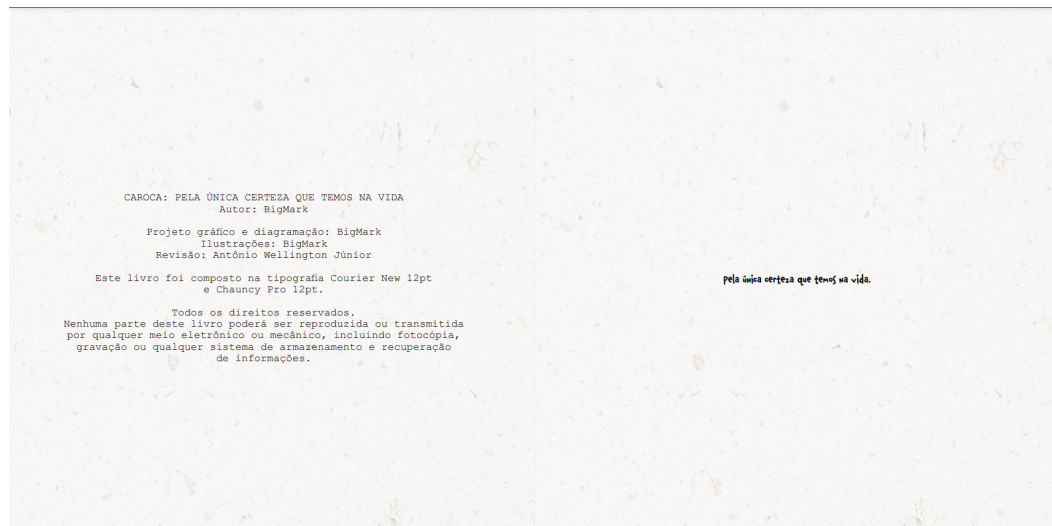 CAROCA: PELA ÚNICA CERTEZA QUE TEMOS NA VIDA
Autor: BigMark
Projeto gráfico e diagramação: BigMark
Ilustrações: BigMark
Revisão: Antônio Wellington Júnior
Este livro foi composto na tipografia Courier New 12pt
e Chauncy Pro 12pt.
Todos os direitos reservados.
Nenhuma parte deste livro poderá ser reproduzida ou transmitida
por qualquer meio eletrônico ou mecânico, incluindo fotocópia,
gravação ou qualquer sistema de armazenamento e recuperação
de informações.
Pela única certeza que temos na vida.